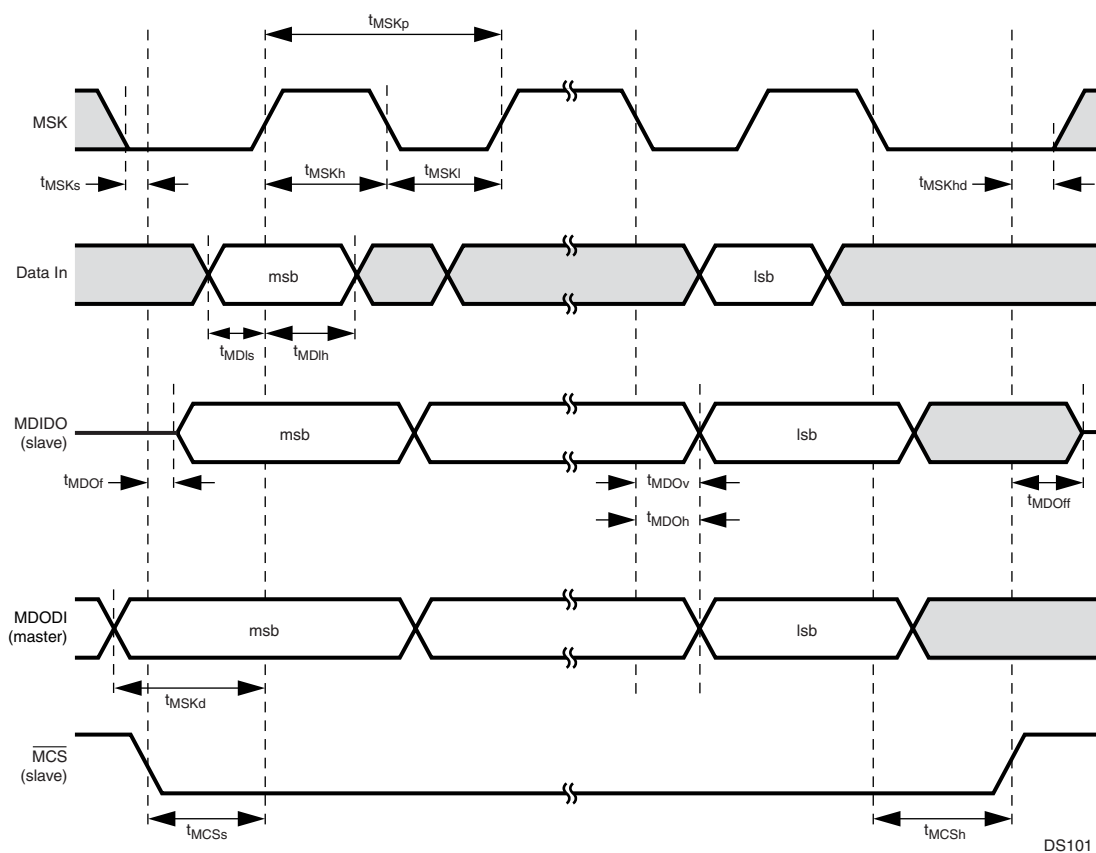 tMSKp
MSK
tMSKs
tMSKh
tMSKl
tMSKhd
Data In
msb
lsb
tMDIs
tMDIh
MDIDO
(slave)
msb
lsb
tMDOf
tMDOv
tMDOff
tMDOh
MDODI
(master)
msb
lsb
tMSKd
MCS
(slave)
tMCSs
tMCSh
DS101